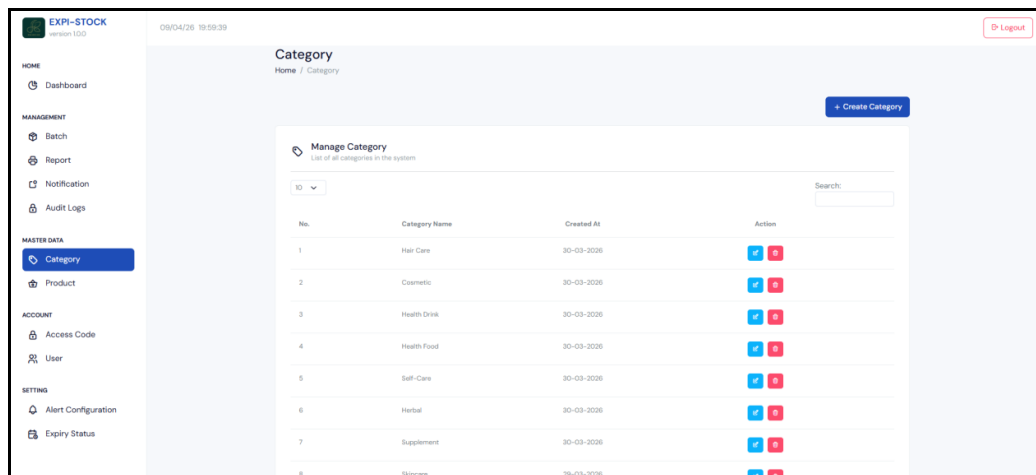 EXPI-STOCK
version 1.0.0
09/04/26 19:59:39
Logout
HOME
Dashboard
MANAGEMENT
Batch
Report
Notification
Audit Logs
MASTER DATA
Category
Product
ACCOUNT
Access Code
User
SETTING
Alert Configuration
Expiry Status
Category
Home / Category
+ Create Category
Manage Category
List of all categories in the system
10
Search:
No. Category Name Created At Action
1 Hair Care 30-03-2026
2 Cosmetic 30-03-2026
3 Health Drink 30-03-2026
4 Health Food 30-03-2026
5 Self-Care 30-03-2026
6 Herbal 30-03-2026
7 Supplement 30-03-2026
8 Skincare 29-03-2026